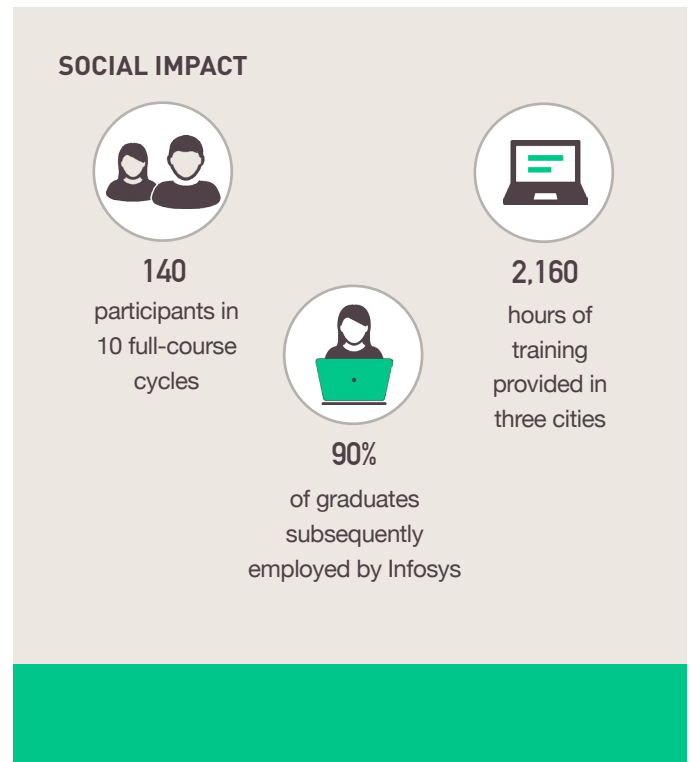 SOCIAL IMPACT
140
participants in
10 full-course
cycles
90%
of graduates
subsequently
employed by Infosys
2,160
hours of
training
provided in
three cities